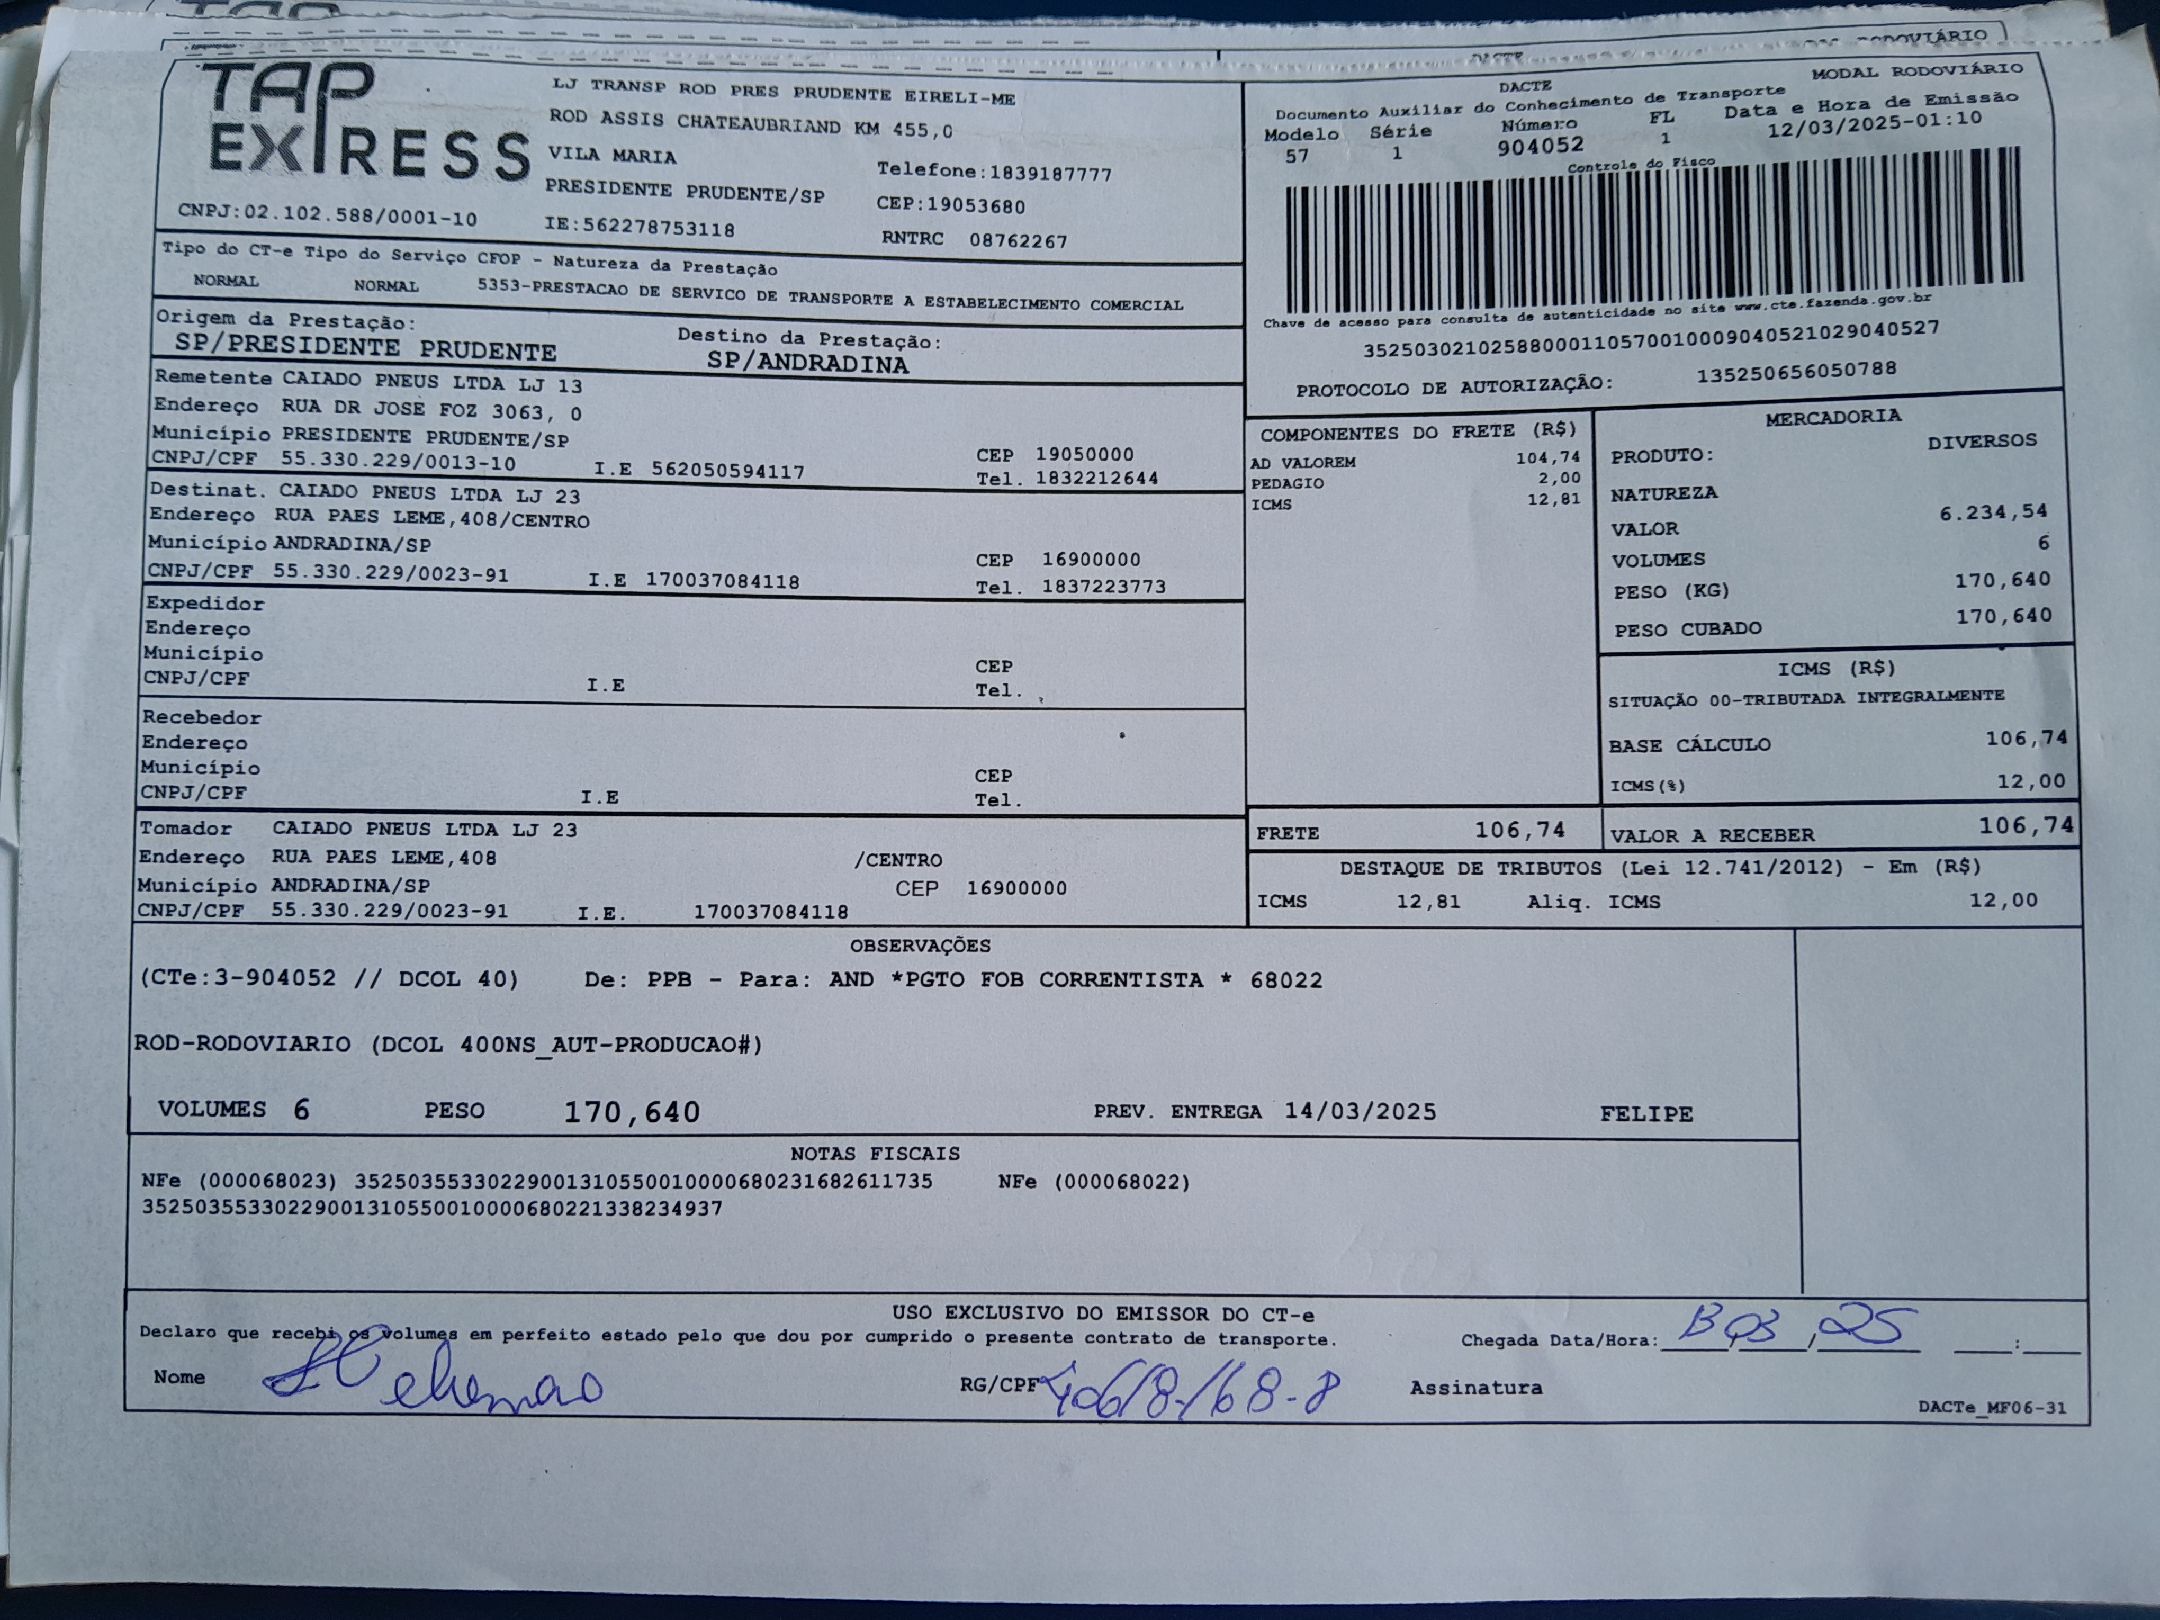 DACTE
MODAL RODOVIÁRIO
TAP EXPRESS
LJ TRANSP ROD PRES PRUDENTE EIRELI-ME
ROD ASSIS CHATEAUBRIAND KM 455,0
VILA MARIA
Telefone:1839187777
PRESIDENTE PRUDENTE/SP
CEP:19053680
CNPJ:02.102.588/0001-10
IE:562278753118
RNTRC 08762267
DACTE
MODAL RODOVIÁRIO
Documento Auxiliar do Conhecimento de Transporte
Modelo Série Número FL Data e Hora de Emissão
57 1 904052 1 12/03/2025-01:10
Controle do Fisco
Chave de acesso para consulta de autenticidade no site www.cte.fazenda.gov.br
35250302102588000110570010009040521029040527
PROTOCOLO DE AUTORIZAÇÃO: 135250656050788
Tipo do CT-e Tipo do Serviço CFOP - Natureza da Prestação
NORMAL NORMAL 5353-PRESTACAO DE SERVICO DE TRANSPORTE A ESTABELECIMENTO COMERCIAL
Origem da Prestação: Destino da Prestação:
SP/PRESIDENTE PRUDENTE SP/ANDRADINA
Remetente CAIADO PNEUS LTDA LJ 13
Endereço RUA DR JOSE FOZ 3063, 0
Município PRESIDENTE PRUDENTE/SP CEP 19050000
CNPJ/CPF 55.330.229/0013-10 I.E 562050594117 Tel. 1832212644
Destinat. CAIADO PNEUS LTDA LJ 23
Endereço RUA PAES LEME,408/CENTRO
Município ANDRADINA/SP CEP 16900000
CNPJ/CPF 55.330.229/0023-91 I.E 170037084118 Tel. 1837223773
Expedidor
Endereço
Município CEP
CNPJ/CPF I.E Tel.
Recebedor
Endereço
Município CEP
CNPJ/CPF I.E Tel.
Tomador CAIADO PNEUS LTDA LJ 23
Endereço RUA PAES LEME,408 /CENTRO
Município ANDRADINA/SP CEP 16900000
CNPJ/CPF 55.330.229/0023-91 I.E. 170037084118
COMPONENTES DO FRETE (R$)
AD VALOREM 104,74
PEDAGIO 2,00
ICMS 12,81
MERCADORIA
PRODUTO: DIVERSOS
NATUREZA
VALOR 6.234,54
VOLUMES 6
PESO (KG) 170,640
PESO CUBADO 170,640
ICMS (R$)
SITUAÇÃO 00-TRIBUTADA INTEGRALMENTE
BASE CÁLCULO 106,74
ICMS(%) 12,00
FRETE 106,74 VALOR A RECEBER 106,74
DESTAQUE DE TRIBUTOS (Lei 12.741/2012) - Em (R$)
ICMS 12,81 Aliq. ICMS 12,00
OBSERVAÇÕES
(CTe:3-904052 // DCOL 40) De: PPB - Para: AND *PGTO FOB CORRENTISTA * 68022
ROD-RODOVIARIO (DCOL 400NS_AUT-PRODUCAO#)
VOLUMES 6 PESO 170,640 PREV. ENTREGA 14/03/2025 FELIPE
NOTAS FISCAIS
NFe (000068023) 35250355330229001310550010000680231682611735 NFe (000068022)
35250355330229001310550010000680221338234937
USO EXCLUSIVO DO EMISSOR DO CT-e
Declaro que recebi os volumes em perfeito estado pelo que dou por cumprido o presente contrato de transporte. Chegada Data/Hora: 13 03 25 :
Nome RG/CPF Assinatura
DACTe_MF06-31